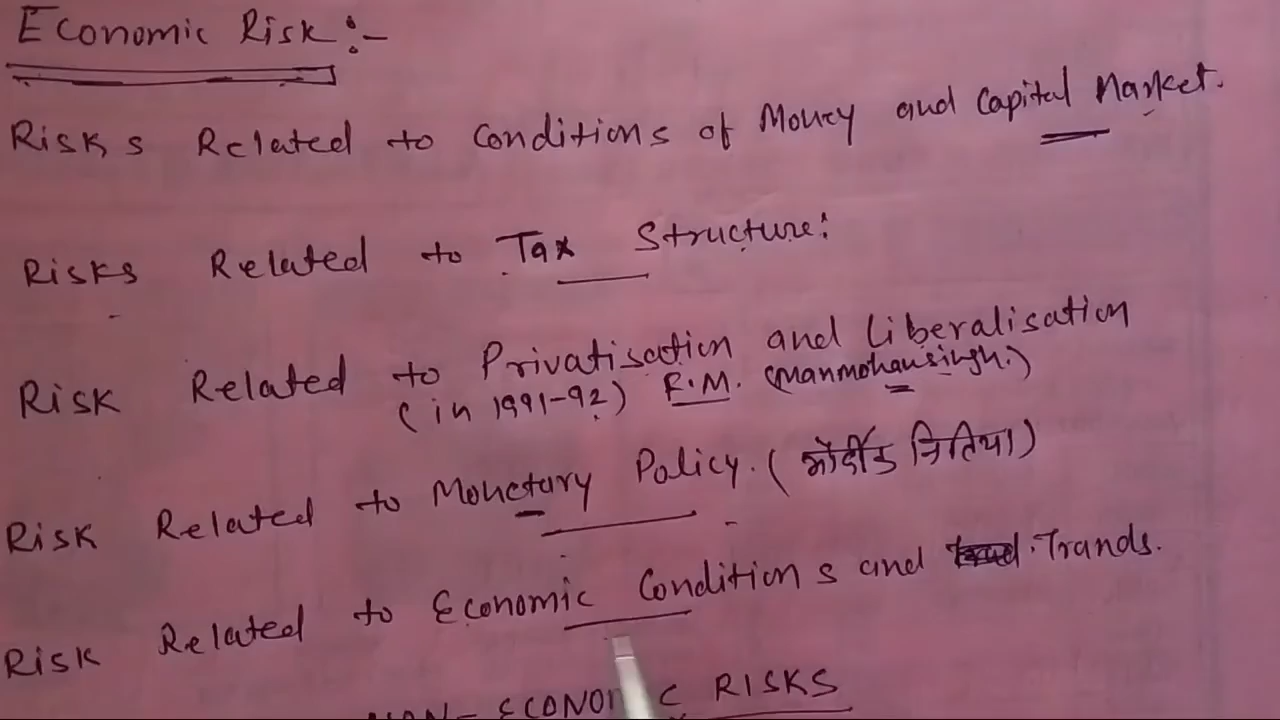 Economic Risk:-
Risks Related to Conditions of Money and Capital Market.
Risks Related to Tax Structure:
Risk Related to Privatisation and Liberalisation
(in 1991-92) F.M. (Manmohansingh.)
Risk Related to Monetary Policy. (
Risk Related to Economic Conditions and Trands.
NON-ECONOMIC RISKS